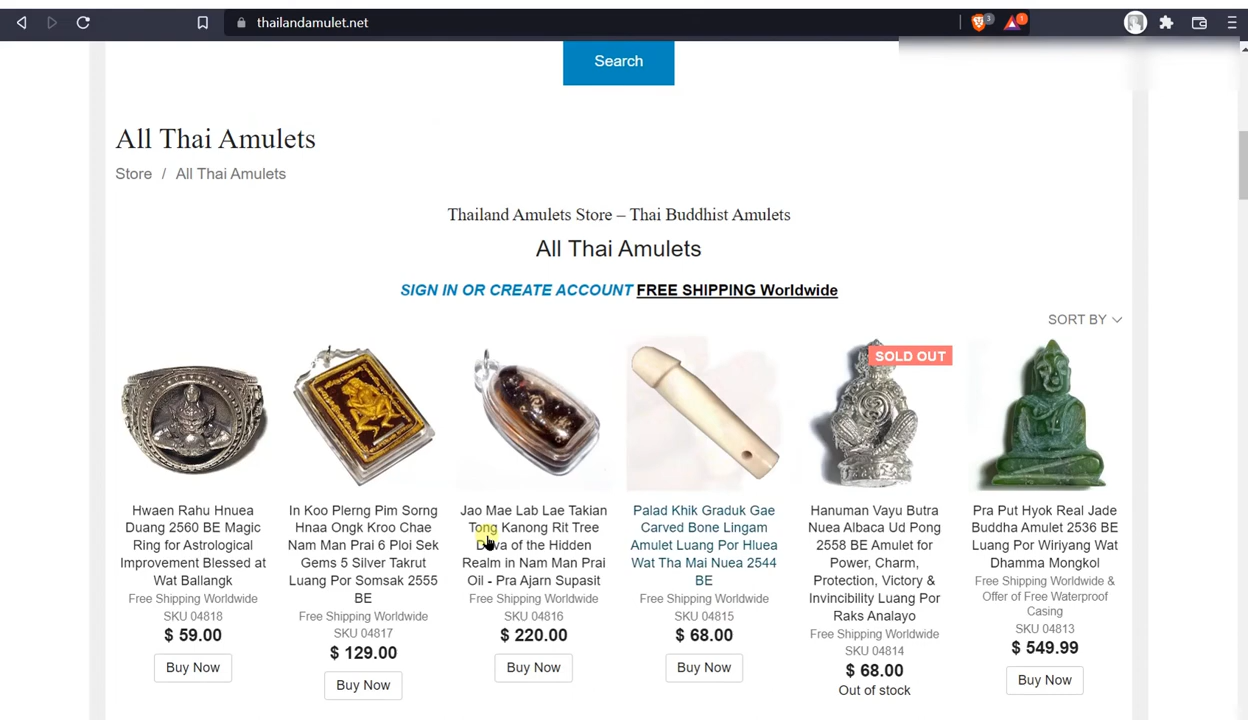 thailandamulet.net
3
1
Search
All Thai Amulets
Store / All Thai Amulets
Thailand Amulets Store – Thai Buddhist Amulets
All Thai Amulets
SIGN IN OR CREATE ACCOUNT FREE SHIPPING Worldwide
SORT BY
SOLD OUT
Hwaen Rahu Hnuea
Duang 2560 BE Magic
Ring for Astrological
Improvement Blessed at
Wat Ballangk
Free Shipping Worldwide
SKU 04818
$ 59.00
Buy Now
In Koo Plerng Pim Sorng
Hnaa Ongk Kroo Chae
Nam Man Prai 6 Ploi Sek
Gems 5 Silver Takrut
Luang Por Somsak 2555
BE
Free Shipping Worldwide
SKU 04817
$ 129.00
Buy Now
Jao Mae Lab Lae Takian
Tong Kanong Rit Tree
Deva of the Hidden
Realm in Nam Man Prai
Oil - Pra Ajarn Supasit
Free Shipping Worldwide
SKU 04816
$ 220.00
Buy Now
Palad Khik Graduk Gae
Carved Bone Lingam
Amulet Luang Por Hluea
Wat Tha Mai Nuea 2544
BE
Free Shipping Worldwide
SKU 04815
$ 68.00
Buy Now
Hanuman Vayu Butra
Nuea Albaca Ud Pong
2558 BE Amulet for
Power, Charm,
Protection, Victory &
Invincibility Luang Por
Raks Analayo
Free Shipping Worldwide
SKU 04814
$ 68.00
Out of stock
Pra Put Hyok Real Jade
Buddha Amulet 2536 BE
Luang Por Wiriyang Wat
Dhamma Mongkol
Free Shipping Worldwide &
Offer of Free Waterproof
Casing
SKU 04813
$ 549.99
Buy Now